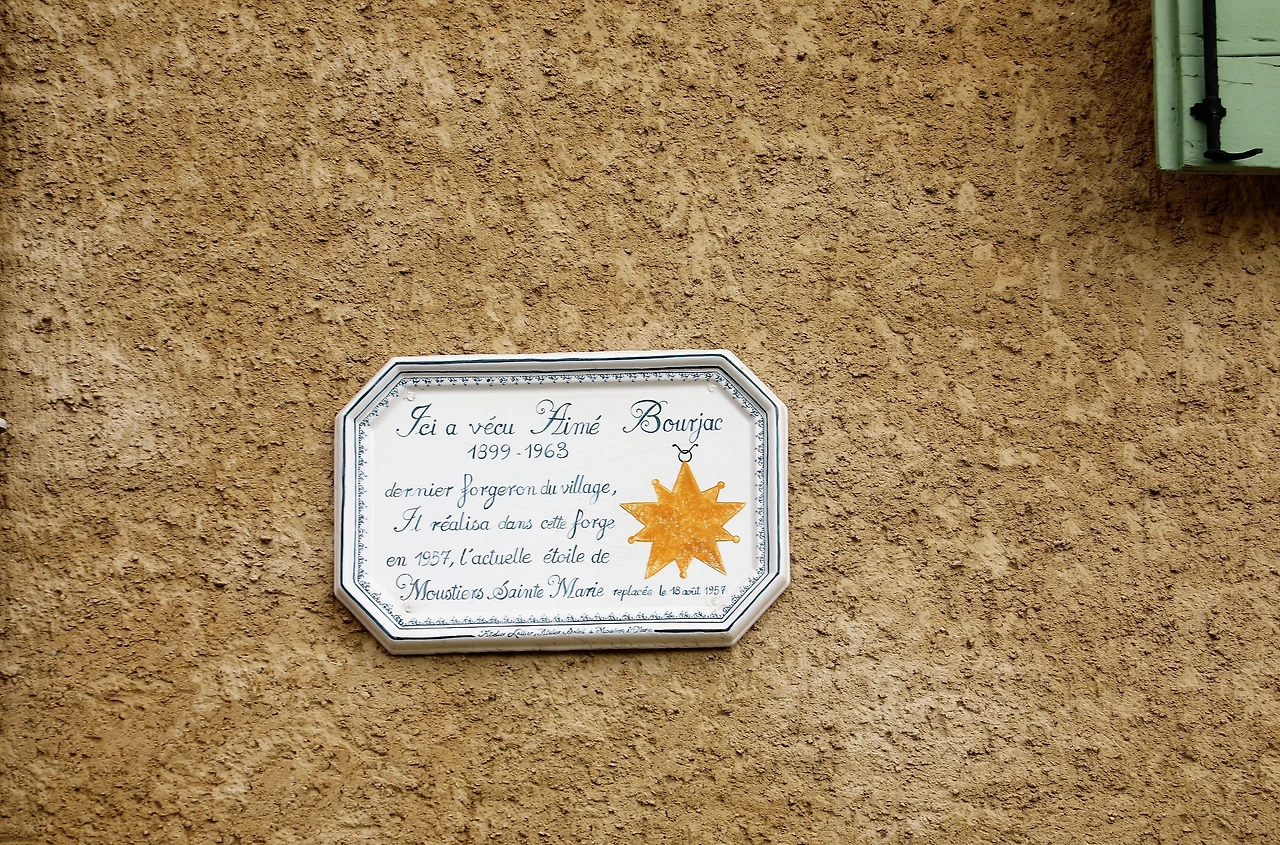 Ici a vécu Aimé Bourjac
1899-1963
dernier forgeron du village,
Il réalisa dans cette forge
en 1957, l'actuelle étoile de
Moustiers Sainte Marie replacée le 18 août 1957
Atelier